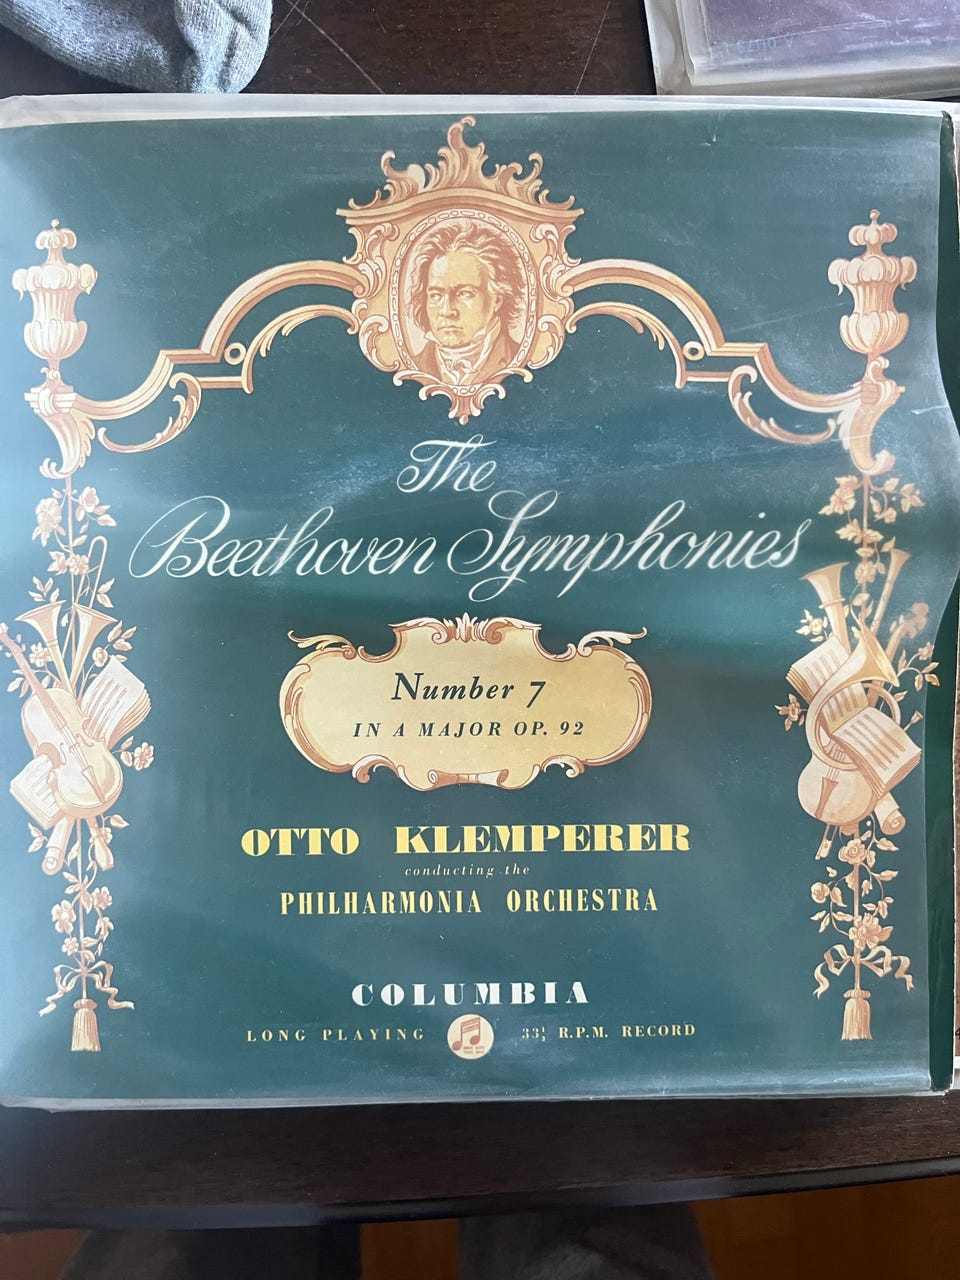 The
Beethoven Symphonies
Number 7
IN A MAJOR OP. 92
OTTO KLEMPERER
conducting the
PHILHARMONIA ORCHESTRA
COLUMBIA
LONG PLAYING 33⅓ R.P.M. RECORD